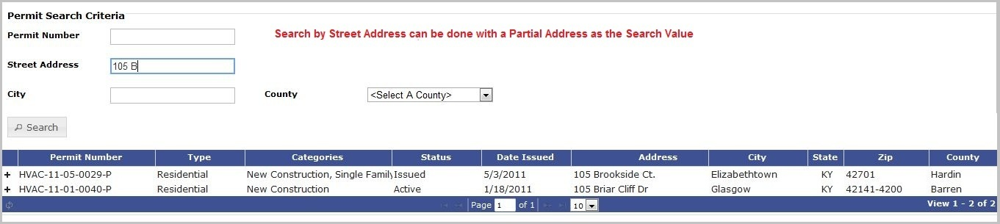 Permit Search Criteria
Permit Number
Search by Street Address can be done with a Partial Address as the Search Value
Street Address 105 B
City County <Select A County>
Search
Permit Number Type Categories Status Date Issued Address City State Zip County
+ HVAC-11-05-0029-P Residential New Construction, Single Family Issued 5/3/2011 105 Brookside Ct. Elizabethtown KY 42701 Hardin
+ HVAC-11-01-0040-P Residential New Construction Active 1/18/2011 105 Briar Cliff Dr Glasgow KY 42141-4200 Barren
Page 1 of 1 10 View 1 - 2 of 2